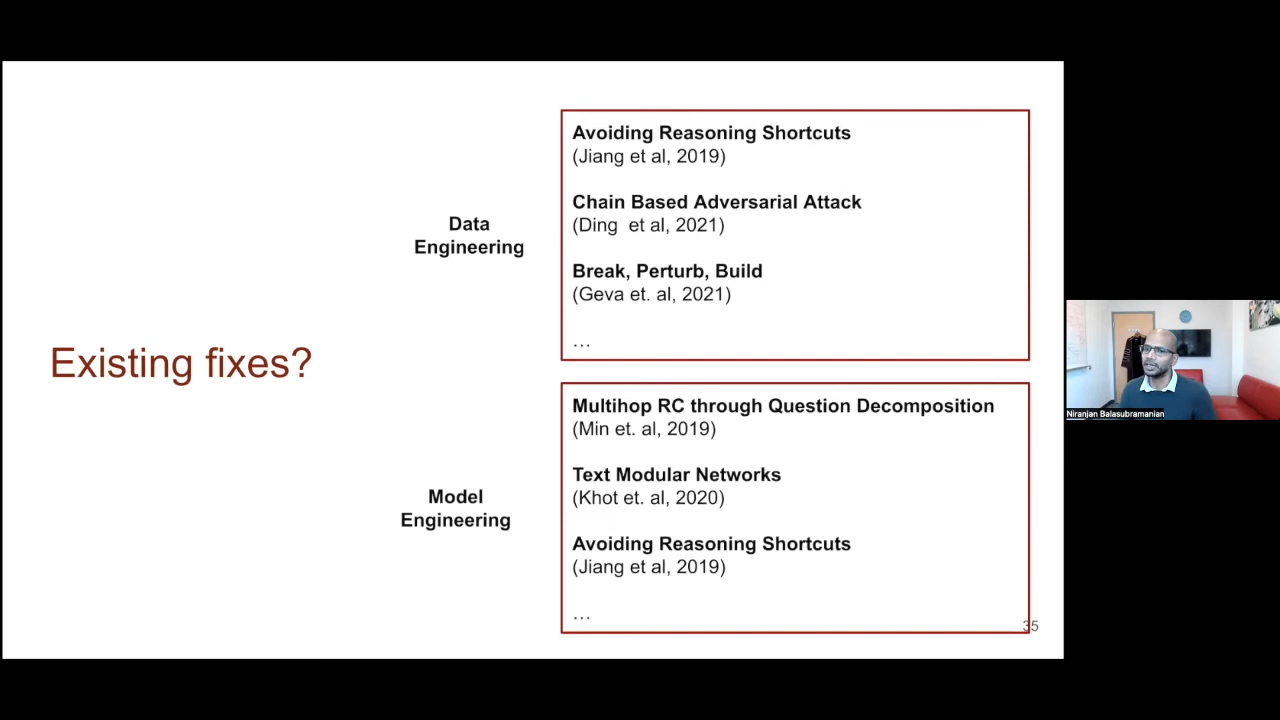 Existing fixes?
Data
Engineering
Avoiding Reasoning Shortcuts
(Jiang et al, 2019)
Chain Based Adversarial Attack
(Ding  et al, 2021)
Break, Perturb, Build
(Geva et. al, 2021)
…
Model
Engineering
Multihop RC through Question Decomposition
(Min et. al, 2019)
Text Modular Networks
(Khot et. al, 2020)
Avoiding Reasoning Shortcuts
(Jiang et al, 2019)
…
35
Niranjan Balasubramanian